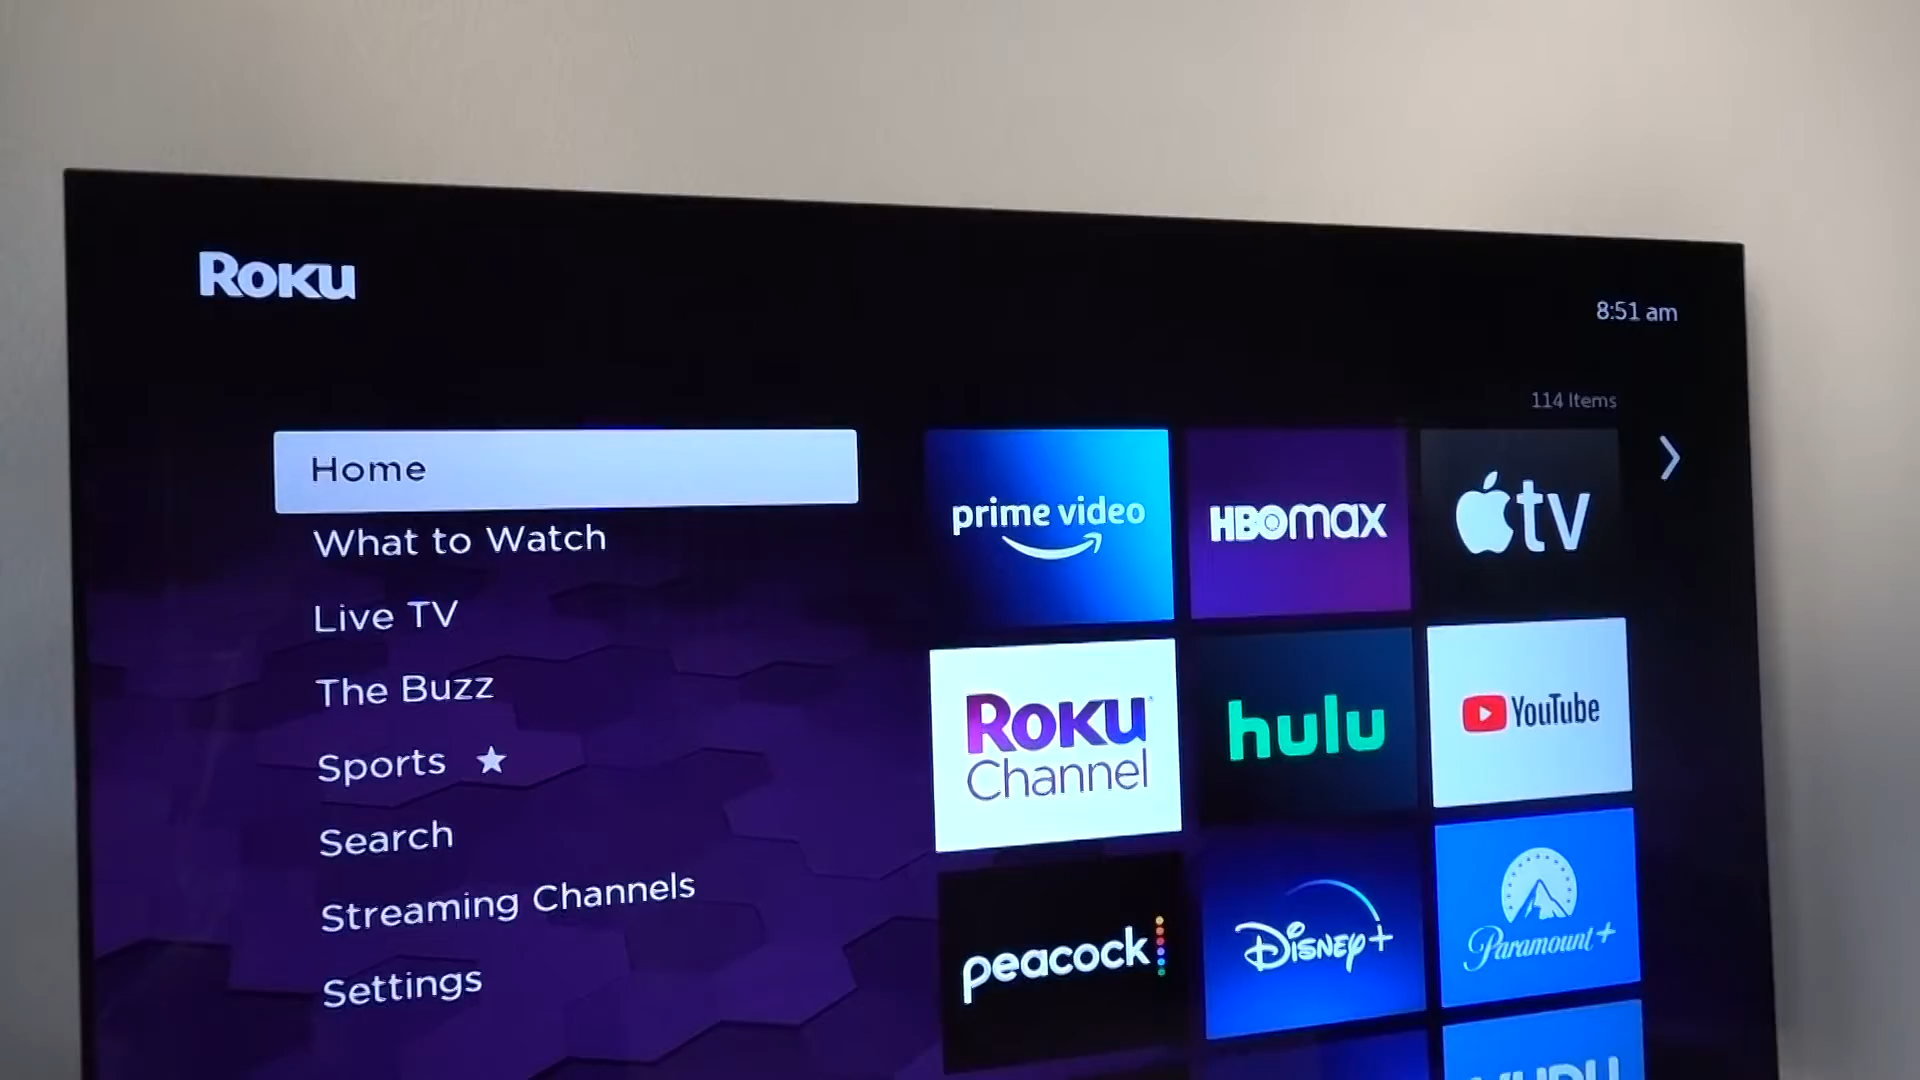 ROKU
8:51 am
114 Items
Home
What to Watch
Live TV
The Buzz
Sports
Search
Streaming Channels
Settings
prime video
HBOmax
tv
ROKU
Channel
hulu
YouTube
peacock
Disney+
Paramount+